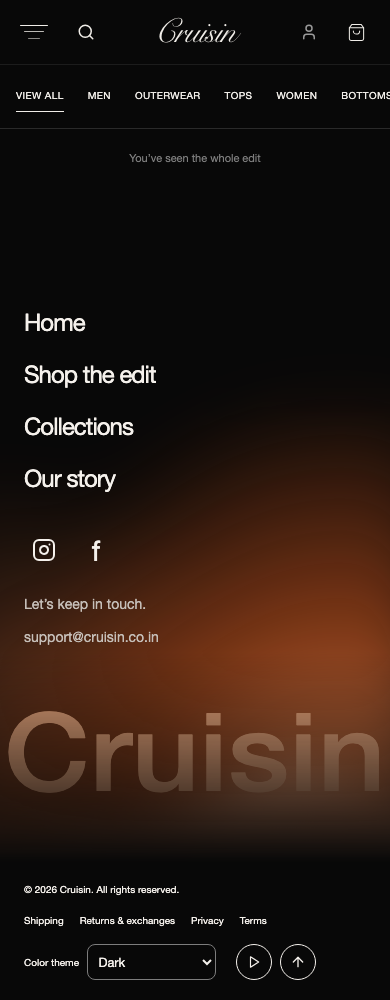 Cruisin
VIEW ALL MEN OUTERWEAR TOPS WOMEN BOTTOMS
You've seen the whole edit
Home
Shop the edit
Collections
Our story
Let's keep in touch.
support@cruisin.co.in
Cruisin
© 2026 Cruisin. All rights reserved.
Shipping Returns & exchanges Privacy Terms
Color theme Dark